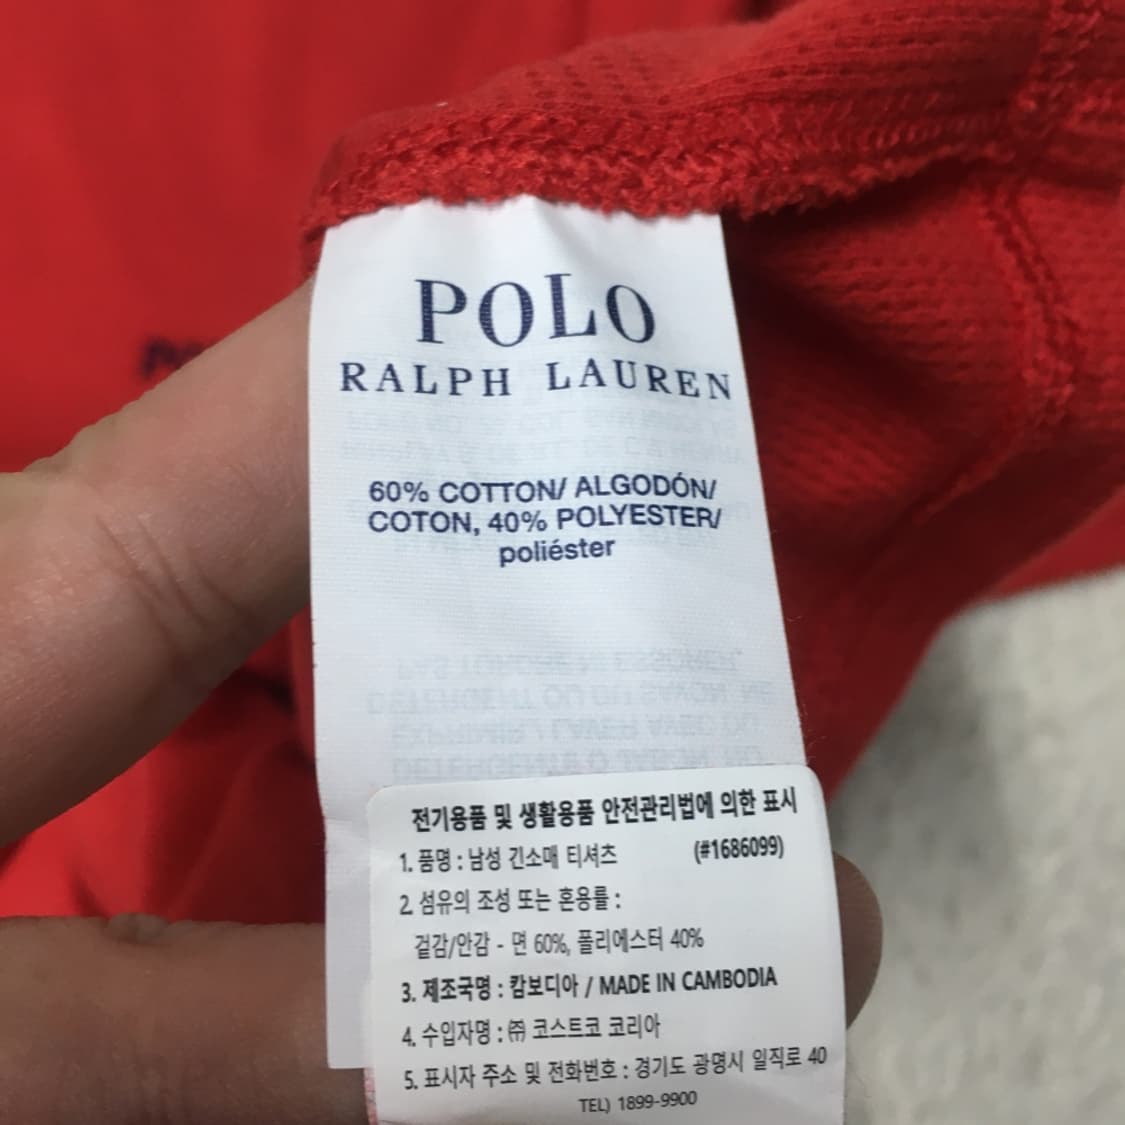 POLO
RALPH LAUREN
60% COTTON/ ALGODÓN/
COTON, 40% POLYESTER/
poliéster
전기용품 및 생활용품 안전관리법에 의한 표시
1. 품명 : 남성 긴소매 티셔츠 (#1686099)
2. 섬유의 조성 또는 혼용률 :
겉감/안감 - 면 60%, 폴리에스터 40%
3. 제조국명 : 캄보디아 / MADE IN CAMBODIA
4. 수입자명 : ㈜ 코스트코 코리아
5. 표시자 주소 및 전화번호 : 경기도 광명시 일직로 40
TEL) 1899-9900